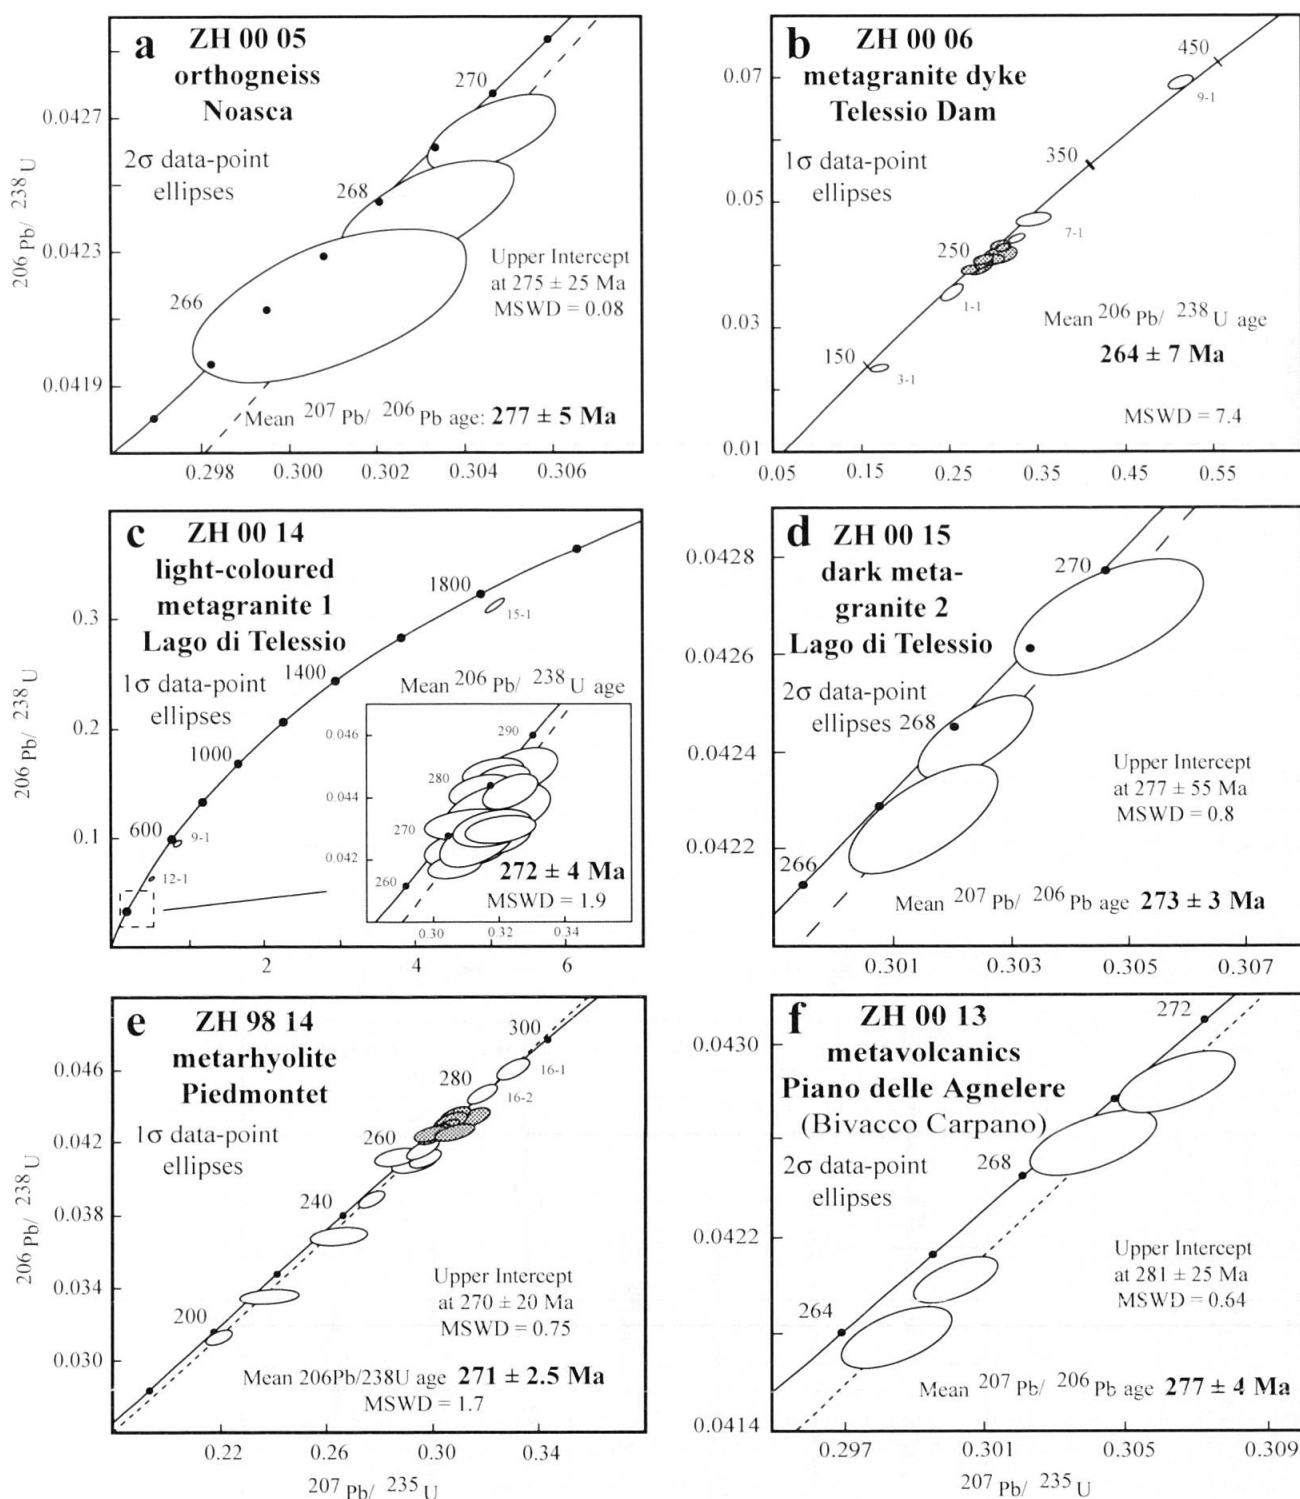 a
ZH 00 05
orthogneiss
Noasca
2σ data-point
ellipses
270
268
266
Upper Intercept
at 275 ± 25 Ma
MSWD = 0.08
Mean 207 Pb/ 206 Pb age: 277 ± 5 Ma
0.0427
0.0423
0.0419
206 Pb/ 238 U
0.298
0.300
0.302
0.304
0.306
b
ZH 00 06
metagranite dyke
Telessio Dam
1σ data-point
ellipses
450
9-1
350
7-1
250
1-1
150
3-1
Mean 206 Pb/ 238 U age
264 ± 7 Ma
MSWD = 7.4
0.07
0.05
0.03
0.01
0.05
0.15
0.25
0.35
0.45
0.55
c
ZH 00 14
light-coloured
metagranite 1
Lago di Telessio
1σ data-point
ellipses
1800
15-1
1400
1000
600
9-1
12-1
Mean 206 Pb/ 238 U age
0.046
0.044
0.042
290
280
270
260
272 ± 4 Ma
MSWD = 1.9
0.30
0.32
0.34
0.3
0.2
0.1
206 Pb/ 238 U
2
4
6
d
ZH 00 15
dark meta-
granite 2
Lago di Telessio
2σ data-point
ellipses
270
268
266
Upper Intercept
at 277 ± 55 Ma
MSWD = 0.8
Mean 207 Pb/ 206 Pb age 273 ± 3 Ma
0.0428
0.0426
0.0424
0.0422
0.301
0.303
0.305
0.307
e
ZH 98 14
metarhyolite
Piedmontet
1σ data-point
ellipses
300
16-1
280
16-2
260
240
200
Upper Intercept
at 270 ± 20 Ma
MSWD = 0.75
Mean 206Pb/238U age 271 ± 2.5 Ma
MSWD = 1.7
0.046
0.042
0.038
0.034
0.030
206 Pb/ 238 U
0.22
0.26
0.30
0.34
207 Pb/ 235 U
f
ZH 00 13
metavolcanics
Piano delle Agnelere
(Bivacco Carpano)
2σ data-point
ellipses
272
268
264
Upper Intercept
at 281 ± 25 Ma
MSWD = 0.64
Mean 207 Pb/ 206 Pb age 277 ± 4 Ma
0.0430
0.0422
0.0414
0.297
0.301
0.305
0.309
207 Pb/ 235 U